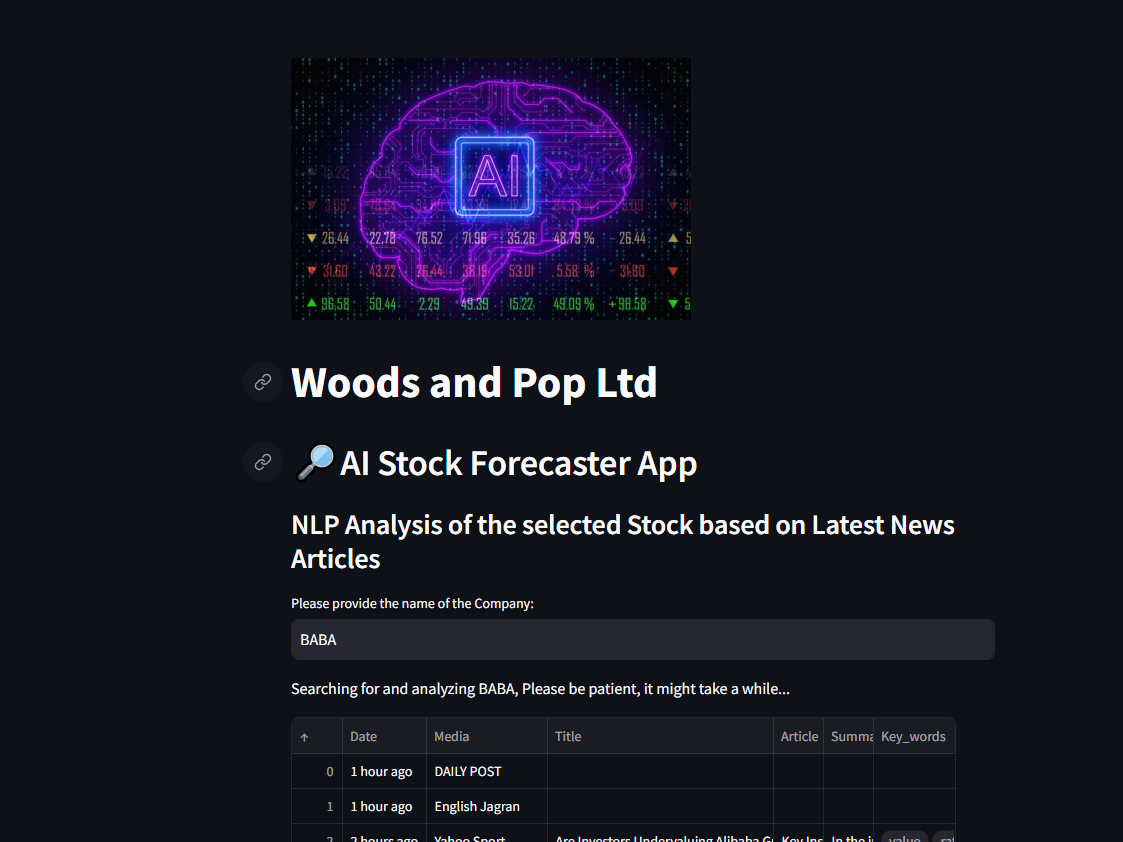 AI
▼ 26.44 22.78 76.52 71.96 35.26 48.79 % - 26.44 ▲ 5
▼ 31.60 43.22 26.44 38.19 53.01 5.58 % - 31.60 ▼
▲ 96.58 50.44 2.29 49.39 15.22 49.09 % +98.58 ▼ 5
Woods and Pop Ltd
🔎 AI Stock Forecaster App
NLP Analysis of the selected Stock based on Latest News
Articles
Please provide the name of the Company:
BABA
Searching for and analyzing BABA, Please be patient, it might take a while...
↑ Date Media Title Article Summa Key_words
0 1 hour ago DAILY POST
1 1 hour ago English Jagran
2 2 hours ago Yahoo Sport Are Investors Undervaluing Alibaba G Key Ins In the i value rat